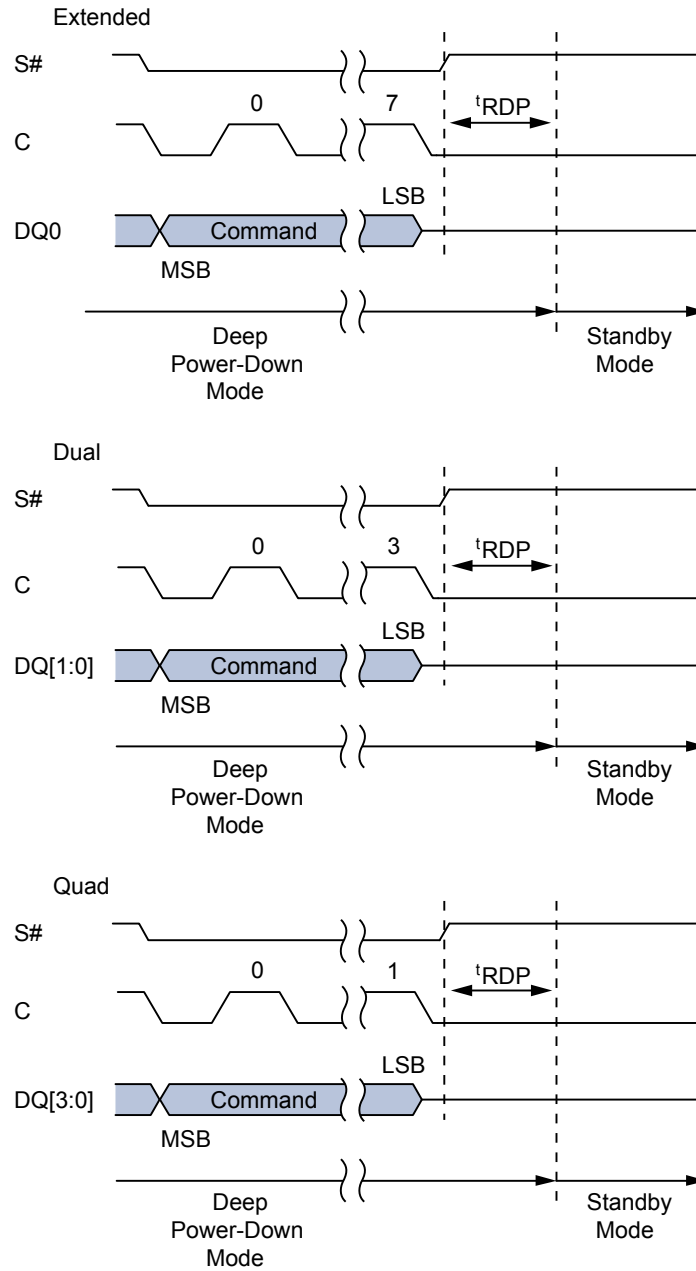 Extended
S#
0 7 tRDP
C
LSB
DQ0 Command
MSB
Deep Standby
Power-Down Mode
Mode
Dual
S#
0 3 tRDP
C
LSB
DQ[1:0] Command
MSB
Deep Standby
Power-Down Mode
Mode
Quad
S#
0 1 tRDP
C
LSB
DQ[3:0] Command
MSB
Deep Standby
Power-Down Mode
Mode